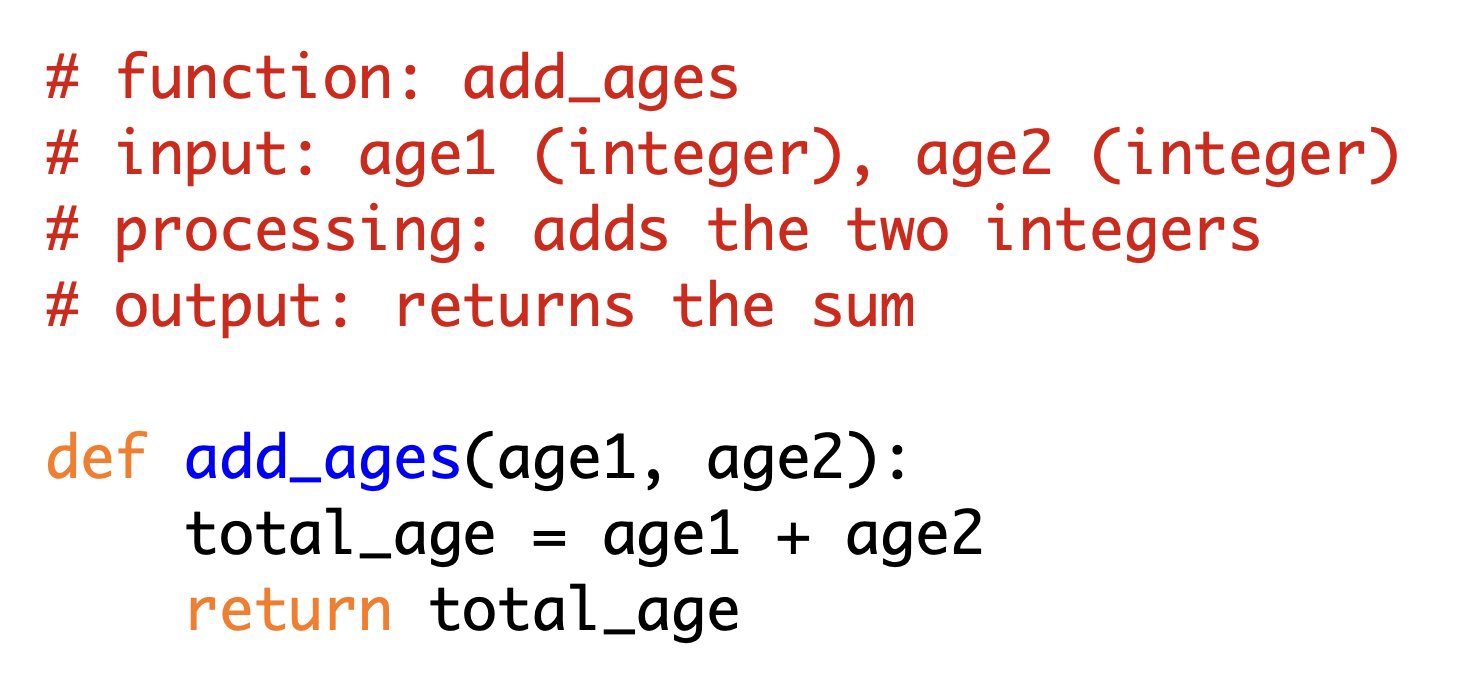 # function: add_ages
# input: age1 (integer), age2 (integer)
# processing: adds the two integers
# output: returns the sum

def add_ages(age1, age2):
    total_age = age1 + age2
    return total_age